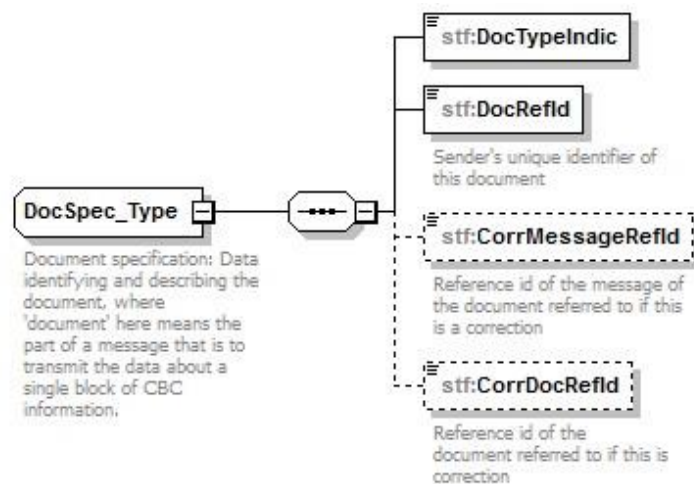 stf:DocTypeIndic
stf:DocRefId
Sender's unique identifier of
this document
DocSpec_Type
Document specification: Data
identifying and describing the
document, where
'document' here means the
part of a message that is to
transmit the data about a
single block of CBC
information.
stf:CorrMessageRefId
Reference id of the message of
the document referred to if this
is a correction
stf:CorrDocRefId
Reference id of the
document referred to if this is
correction